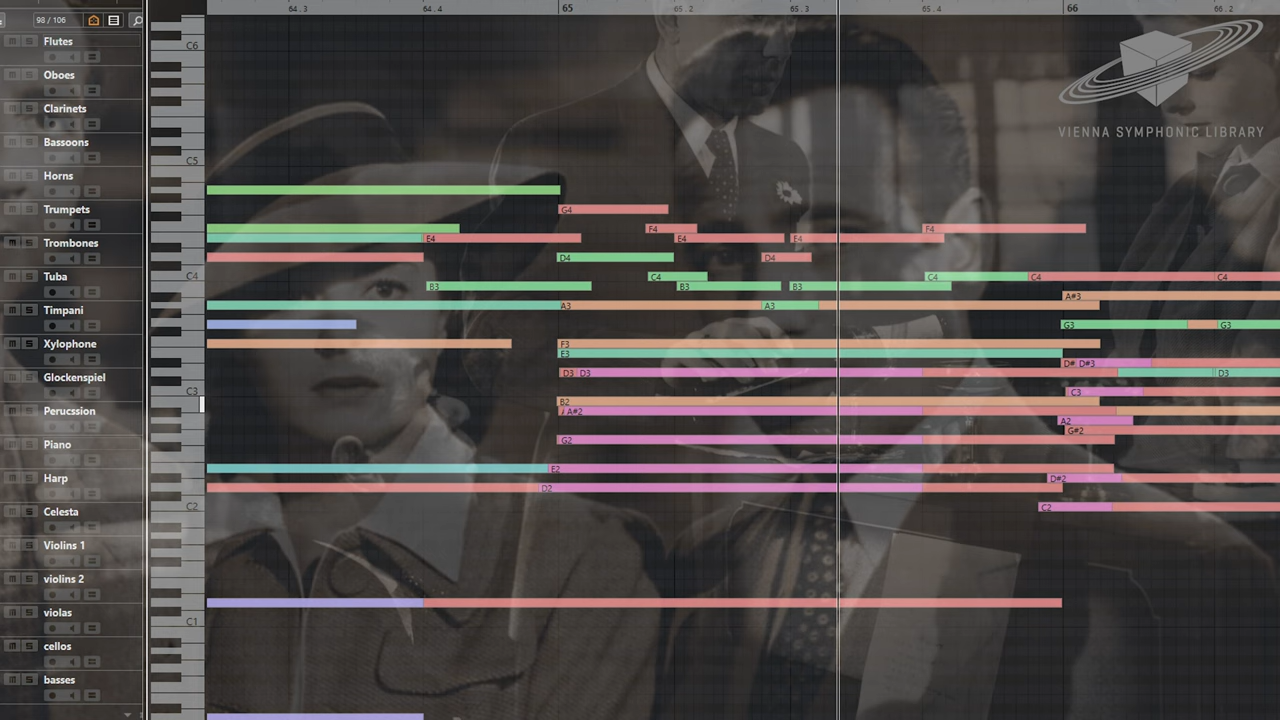 98 / 106
64.3 64.4 65 65.2 65.3 65.4 66 66.2
Flutes
Oboes
Clarinets
Bassoons
Horns
Trumpets
Trombones
Tuba
Timpani
Xylophone
Glockenspiel
Perucssion
Piano
Harp
Celesta
Violins 1
violins 2
violas
cellos
basses
C6
C5
C4
C3
C2
C1
VIENNA SYMPHONIC LIBRARY
G4
F4 F4
E4 E4 E4
D4 D4
C4 C4 C4 C4
B3 B3 B3
A#3
A3 A3
G3 G3
F3
E3
D# D#3
D3 D3 D3
C3
B2
A#2
A2
G#2
G2
E2
D#2
D2
C2